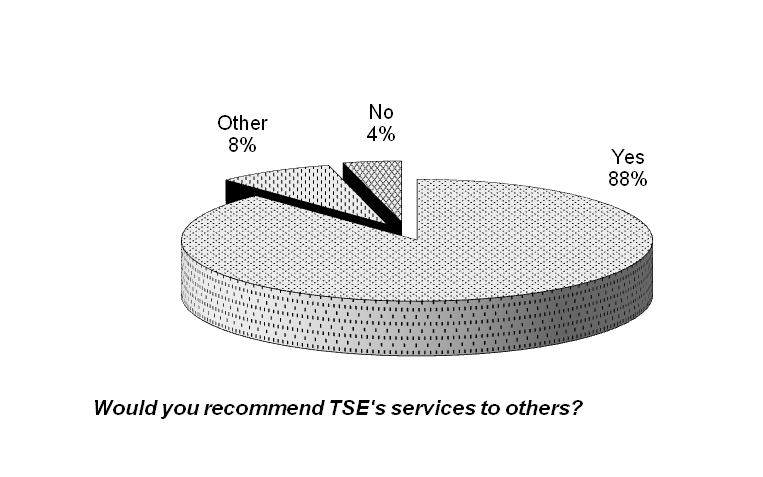 No
4%
Other
8%
Yes
88%
Would you recommend TSE's services to others?